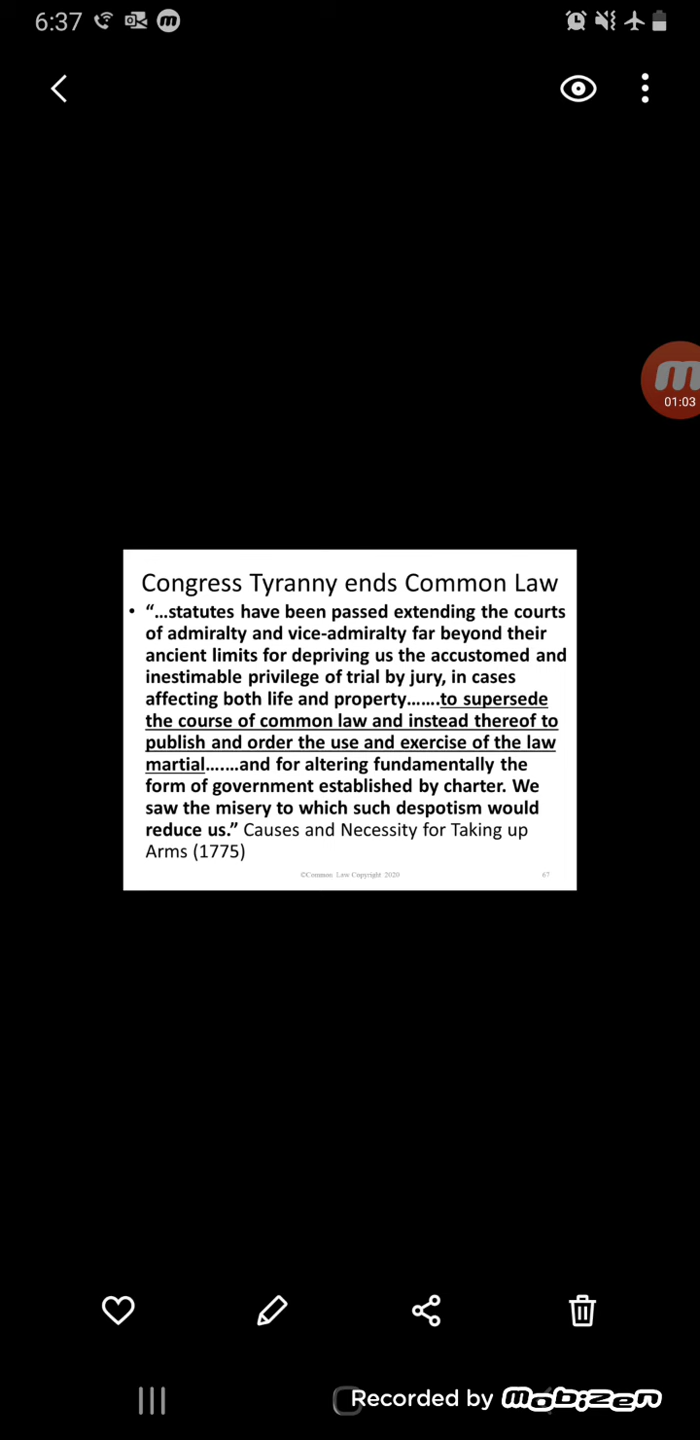 6:37
01:03
Congress Tyranny ends Common Law
• “...statutes have been passed extending the courts
of admiralty and vice-admiralty far beyond their
ancient limits for depriving us the accustomed and
inestimable privilege of trial by jury, in cases
affecting both life and property.......to supersede
the course of common law and instead thereof to
publish and order the use and exercise of the law
martial.......and for altering fundamentally the
form of government established by charter. We
saw the misery to which such despotism would
reduce us.” Causes and Necessity for Taking up
Arms (1775)
©Common Law Copyright 2020 67
Recorded by mobizen